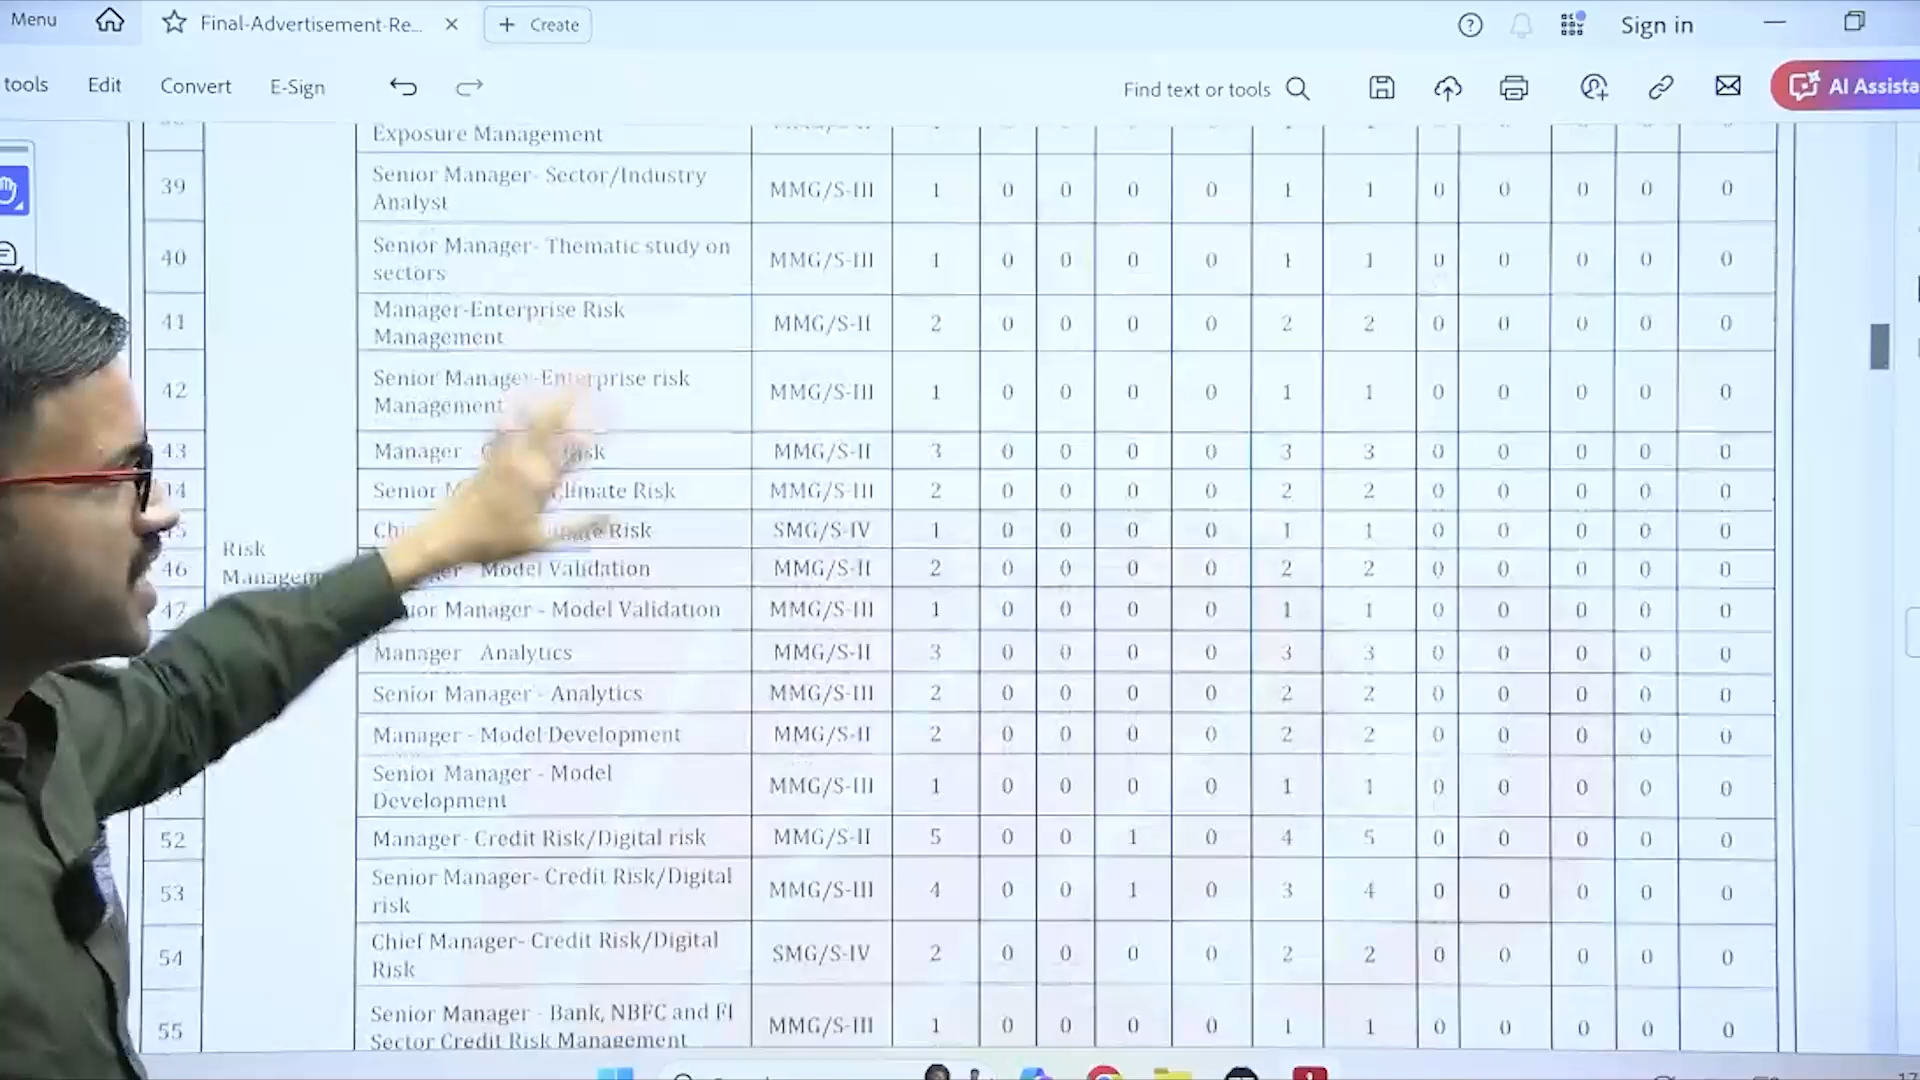 Menu Final-Advertisement-Re... Create Sign in
tools Edit Convert E-Sign Find text or tools AI Assista
Exposure Management
39 Senior Manager- Sector/Industry Analyst MMG/S-III 1 0 0 0 0 1 1 0 0 0 0 0
40 Senior Manager- Thematic study on sectors MMG/S-III 1 0 0 0 0 1 1 0 0 0 0 0
41 Manager-Enterprise Risk Management MMG/S-II 2 0 0 0 0 2 2 0 0 0 0 0
42 Senior Manager-Enterprise risk Management MMG/S-III 1 0 0 0 0 1 1 0 0 0 0 0
43 Manager - Risk MMG/S-II 3 0 0 0 0 3 3 0 0 0 0 0
Senior Climate Risk MMG/S-III 2 0 0 0 0 2 2 0 0 0 0 0
Risk SMG/S-IV 1 0 0 0 0 1 1 0 0 0 0 0
Risk
46 Model Validation MMG/S-II 2 0 0 0 0 2 2 0 0 0 0 0
47 Manager - Model Validation MMG/S-III 1 0 0 0 0 1 1 0 0 0 0 0
Manager Analytics MMG/S-II 3 0 0 0 0 3 3 0 0 0 0 0
Senior Manager - Analytics MMG/S-III 2 0 0 0 0 2 2 0 0 0 0 0
Manager - Model Development MMG/S-II 2 0 0 0 0 2 2 0 0 0 0 0
Senior Manager - Model Development MMG/S-III 1 0 0 0 0 1 1 0 0 0 0 0
52 Manager- Credit Risk/Digital risk MMG/S-II 5 0 0 1 0 4 5 0 0 0 0 0
53 Senior Manager- Credit Risk/Digital risk MMG/S-III 4 0 0 1 0 3 4 0 0 0 0 0
54 Chief Manager- Credit Risk/Digital Risk SMG/S-IV 2 0 0 0 0 2 2 0 0 0 0 0
55 Senior Manager - Bank, NBFC and FI Sector Credit Risk Management MMG/S-III 1 0 0 0 0 1 1 0 0 0 0 0